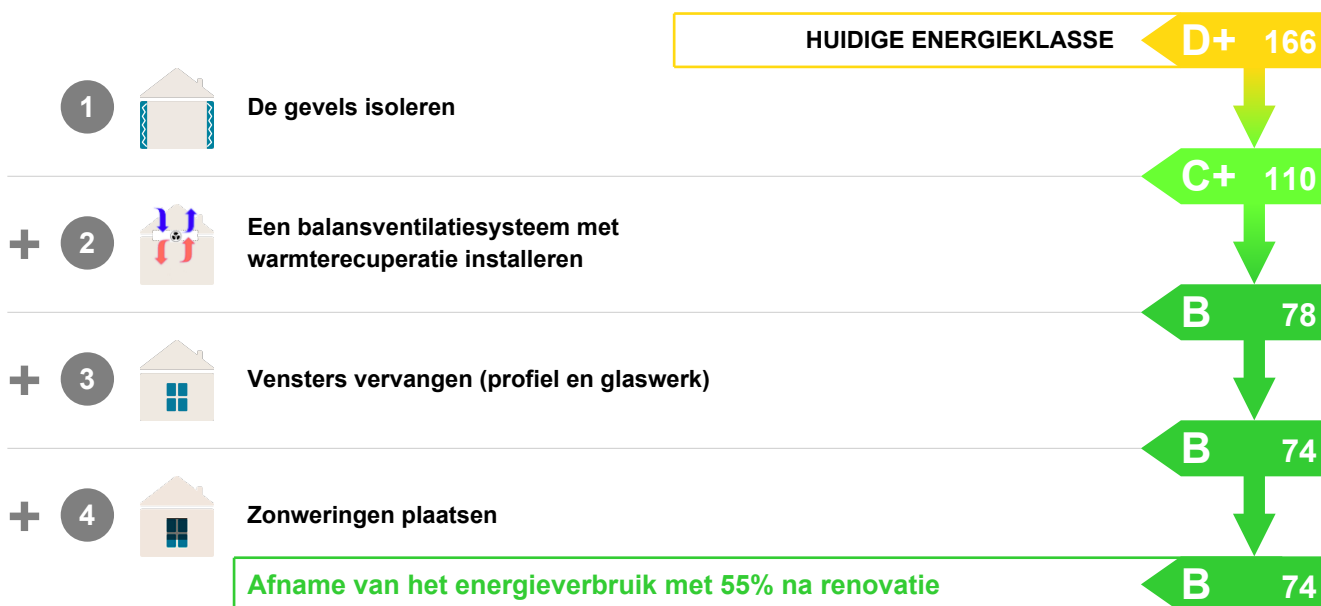 HUIDIGE ENERGIEKLASSE D+ 166
1 De gevels isoleren
C+ 110
+ 2 Een balansventilatiesysteem met
warmterecuperatie installeren
B 78
+ 3 Vensters vervangen (profiel en glaswerk)
B 74
+ 4 Zonweringen plaatsen
Afname van het energieverbruik met 55% na renovatie B 74